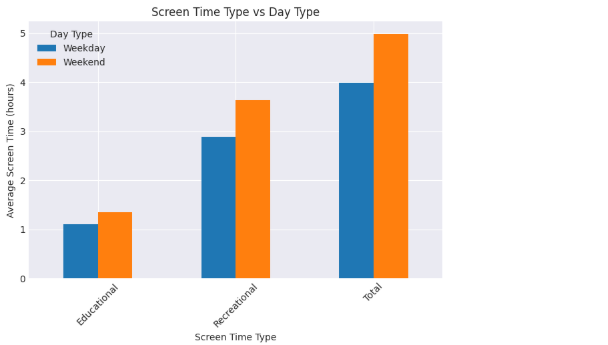 Screen Time Type vs Day Type
Day Type
Weekday
Weekend
Average Screen Time (hours)
5
4
3
2
1
0
Educational
Recreational
Total
Screen Time Type